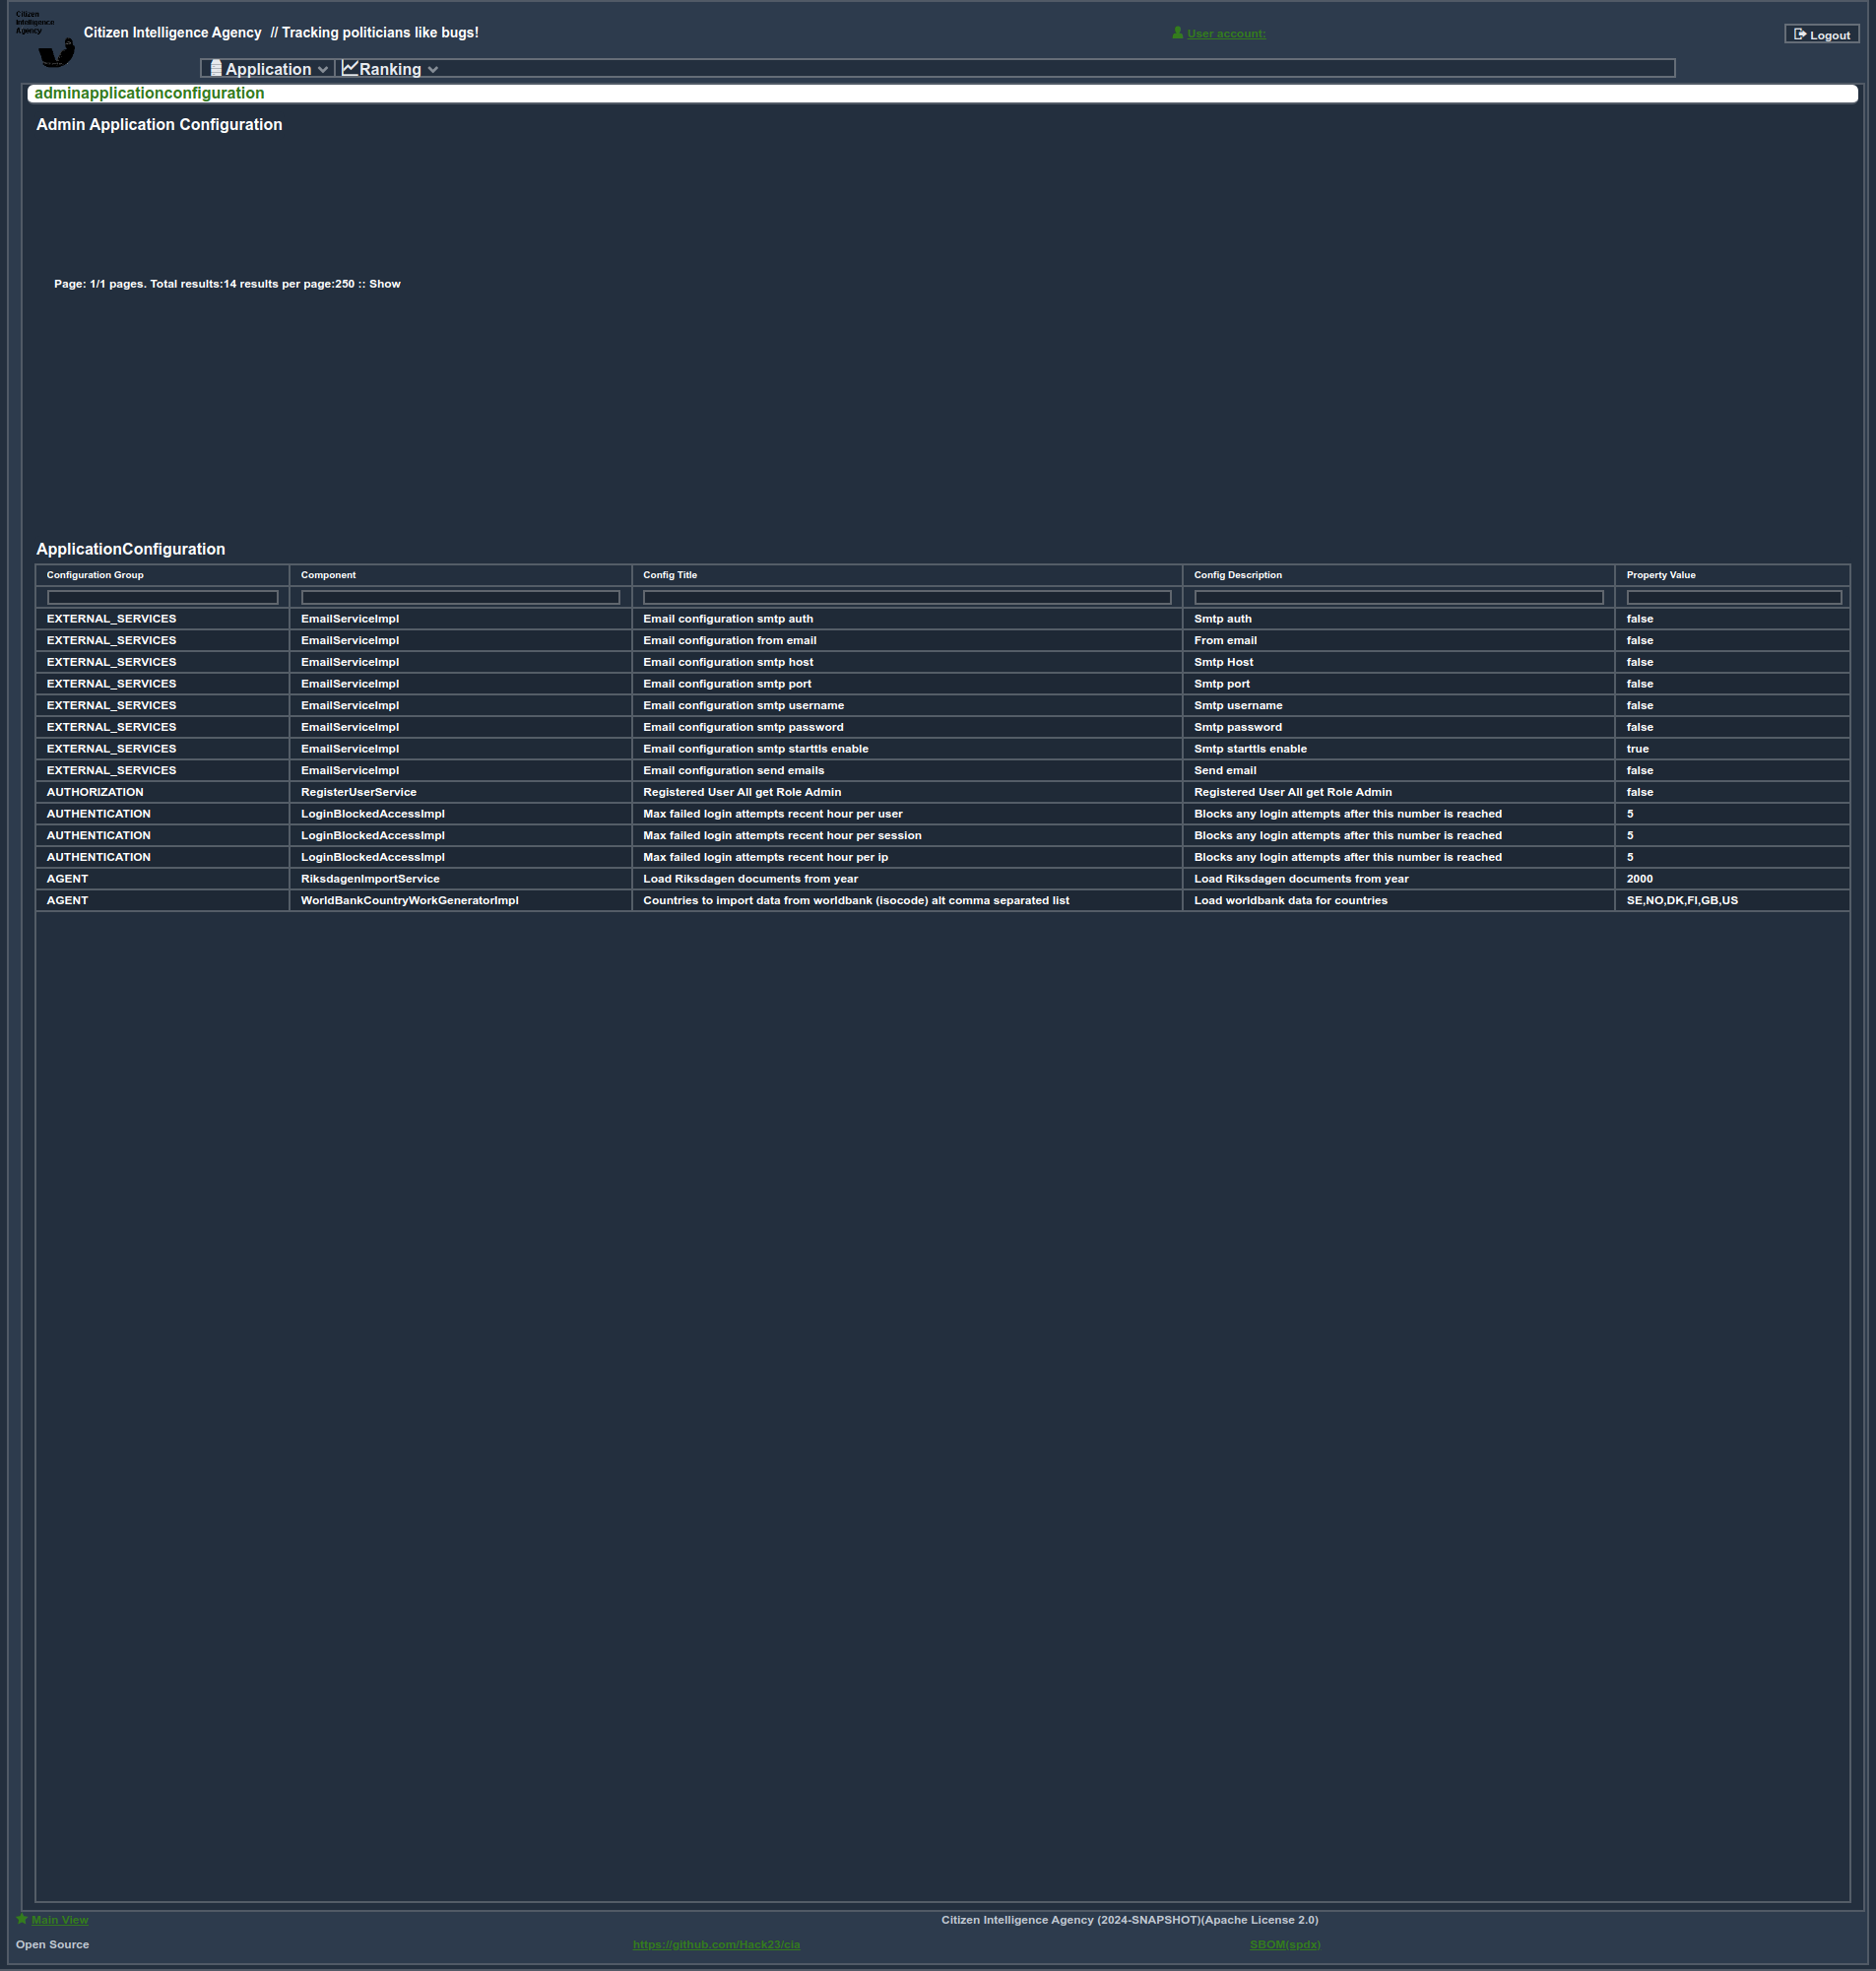 Citizen
Intelligence
Agency
Citizen Intelligence Agency // Tracking politicians like bugs!
User account:
Logout
Application Ranking
adminapplicationconfiguration
Admin Application Configuration
Page: 1/1 pages. Total results:14 results per page:250 :: Show
ApplicationConfiguration
Configuration Group Component Config Title Config Description Property Value
EXTERNAL_SERVICES EmailServiceImpl Email configuration smtp auth Smtp auth false
EXTERNAL_SERVICES EmailServiceImpl Email configuration from email From email false
EXTERNAL_SERVICES EmailServiceImpl Email configuration smtp host Smtp Host false
EXTERNAL_SERVICES EmailServiceImpl Email configuration smtp port Smtp port false
EXTERNAL_SERVICES EmailServiceImpl Email configuration smtp username Smtp username false
EXTERNAL_SERVICES EmailServiceImpl Email configuration smtp password Smtp password false
EXTERNAL_SERVICES EmailServiceImpl Email configuration smtp starttls enable Smtp starttls enable true
EXTERNAL_SERVICES EmailServiceImpl Email configuration send emails Send email false
AUTHORIZATION RegisterUserService Registered User All get Role Admin Registered User All get Role Admin false
AUTHENTICATION LoginBlockedAccessImpl Max failed login attempts recent hour per user Blocks any login attempts after this number is reached 5
AUTHENTICATION LoginBlockedAccessImpl Max failed login attempts recent hour per session Blocks any login attempts after this number is reached 5
AUTHENTICATION LoginBlockedAccessImpl Max failed login attempts recent hour per ip Blocks any login attempts after this number is reached 5
AGENT RiksdagenImportService Load Riksdagen documents from year Load Riksdagen documents from year 2000
AGENT WorldBankCountryWorkGeneratorImpl Countries to import data from worldbank (isocode) alt comma separated list Load worldbank data for countries SE,NO,DK,FI,GB,US
Main View Citizen Intelligence Agency (2024-SNAPSHOT)(Apache License 2.0)
Open Source https://github.com/Hack23/cia SBOM(spdx)